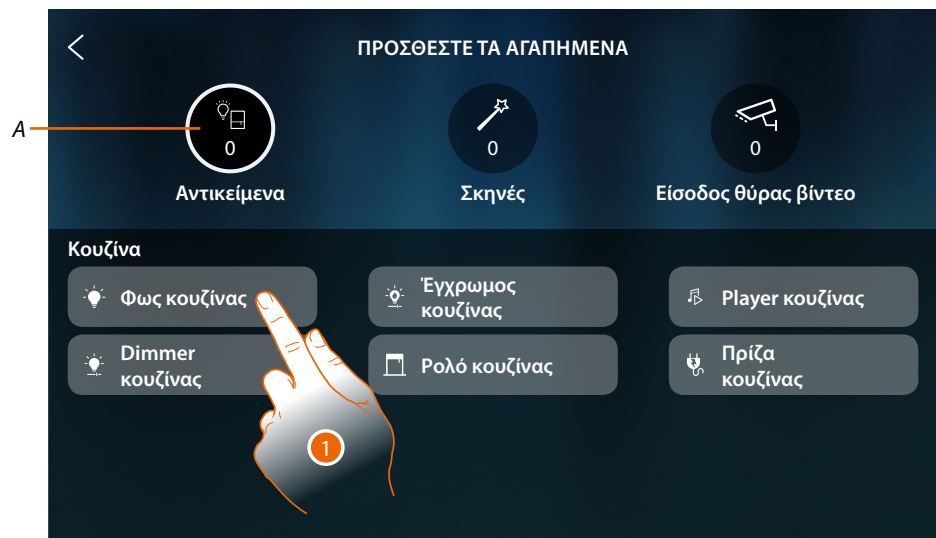 ΠΡΟΣΘΕΣΤΕ ΤΑ ΑΓΑΠΗΜΕΝΑ
A
0
0
0
Αντικείμενα
Σκηνές
Είσοδος θύρας βίντεο
Κουζίνα
Φως κουζίνας
Έγχρωμος
κουζίνας
Player κουζίνας
Dimmer
κουζίνας
Ρολό κουζίνας
Πρίζα
κουζίνας
1